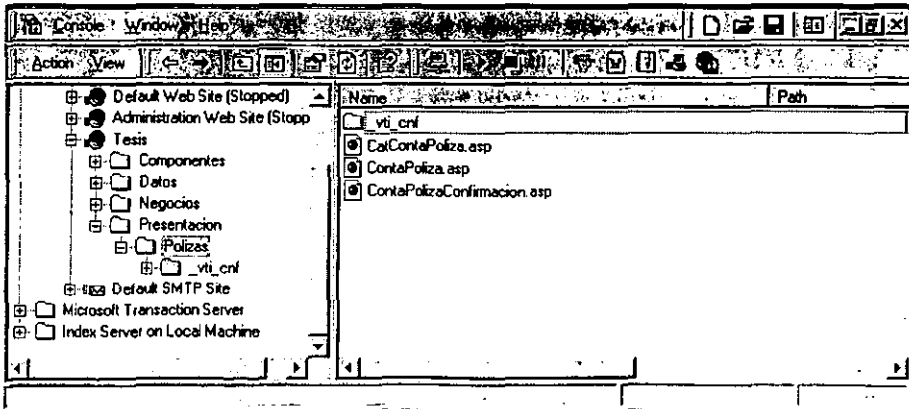 Console Window Help
Action View
Default Web Site (Stopped)
Administration Web Site (Stopp
Tesis
Componentes
Datos
Negocios
Presentacion
Polizas
_vti_cnf
Default SMTP Site
Microsoft Transaction Server
Index Server on Local Machine
Name Path
_vti_cnf
CatContaPoliza.asp
ContaPoliza.asp
ContaPolizaConfirmacion.asp